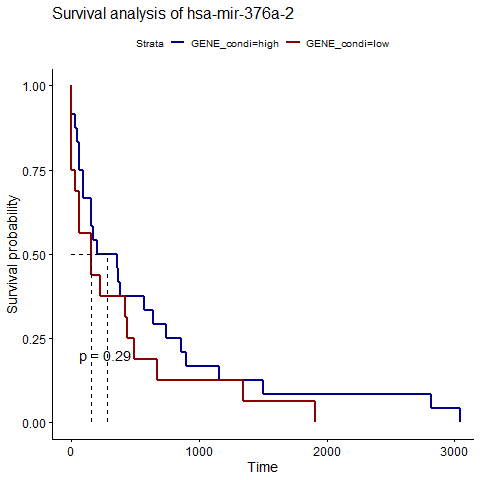 Survival analysis of hsa-mir-376a-2
Strata GENE_condi=high GENE_condi=low
Survival probability
1.00
0.75
0.50
0.25
0.00
p = 0.29
0 1000 2000 3000
Time